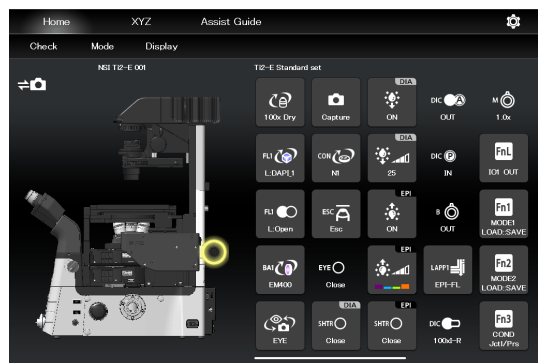 Home XYZ Assist Guide
Check Mode Display
NSI Ti2-E 001
Ti2-E Standard set
100x Dry
Capture
DIA
ON
DIC A
OUT
M
1.0x
FL1
L:DAPI_1
CON
N1
DIA
25
DIC P
IN
FnL
IO1 OUT
FL1
L:Open
ESC
Esc
EPI
ON
B
OUT
Fn1
MODE1
LOAD::SAVE
BA1
EM400
EYE
Close
EPI
LAPP1
EPI-FL
Fn2
MODE2
LOAD::SAVE
EYE
DIA
SHTR
Close
EPI
SHTR
Close
DIC
100xI-R
Fn3
COND
Jctl/Prs